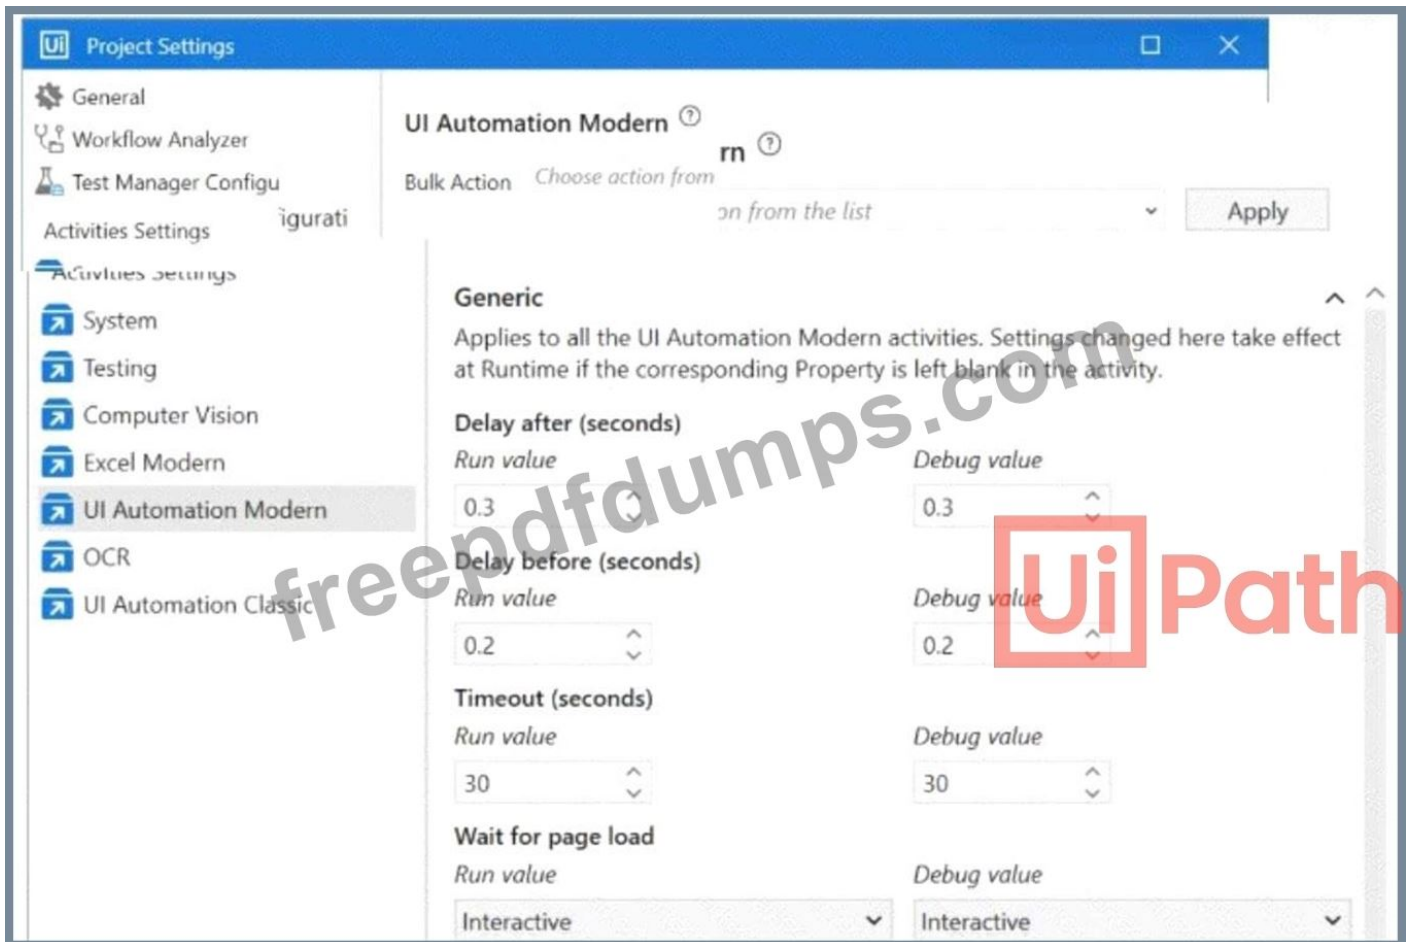 Ui Project Settings
General
Workflow Analyzer
Test Manager Configu
igurati
Activities Settings
Activities Settings
System
Testing
Computer Vision
Excel Modern
UI Automation Modern
OCR
UI Automation Classic
UI Automation Modern ?
rn ?
Bulk Action Choose action from
on from the list
Apply
Generic
Applies to all the UI Automation Modern activities. Settings changed here take effect
at Runtime if the corresponding Property is left blank in the activity.
Delay after (seconds)
Run value Debug value
0.3 0.3
Delay before (seconds)
Run value Debug value
0.2 0.2
Timeout (seconds)
Run value Debug value
30 30
Wait for page load
Run value Debug value
Interactive Interactive
freepdfdumps.com
UiPath